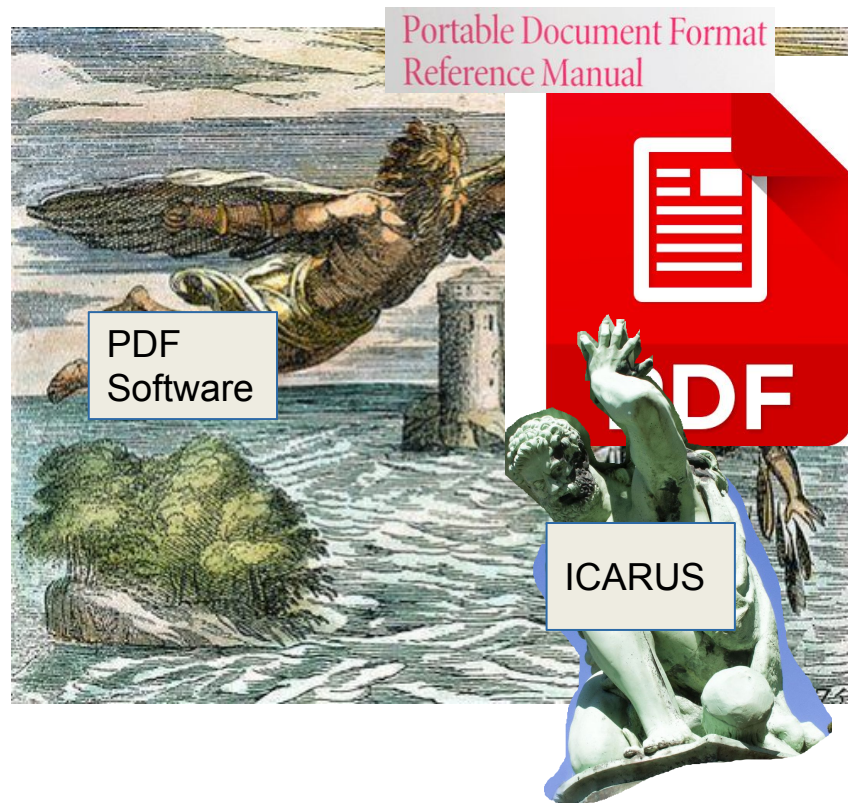 Portable Document Format
Reference Manual
PDF
Software
PDF
ICARUS